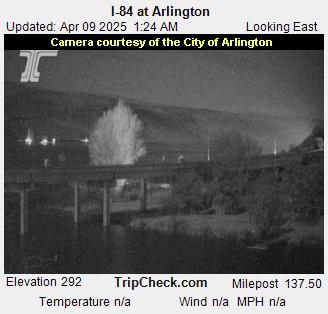 I-84 at Arlington
Updated: Apr 09 2025 1:24 AM Looking East
Camera courtesy of the City of Arlington
Elevation 292 TripCheck.com Milepost 137.50
Temperature n/a Wind n/a MPH n/a